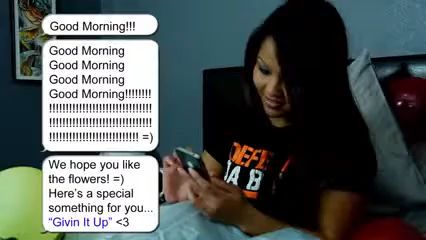 Good Morning!!!
Good Morning
Good Morning
Good Morning
Good Morning!!!!!!!!
!!!!!!!!!!!!!!!!!!!!!!!!!!!!!!!
!!!!!!!!!!!!!!!!!!!!!!!!!!!!!!!
!!!!!!!!!!!!!!!!!!!!!!!!!!! =)
We hope you like
the flowers! =)
Here's a special
something for you...
“Givin It Up” <3